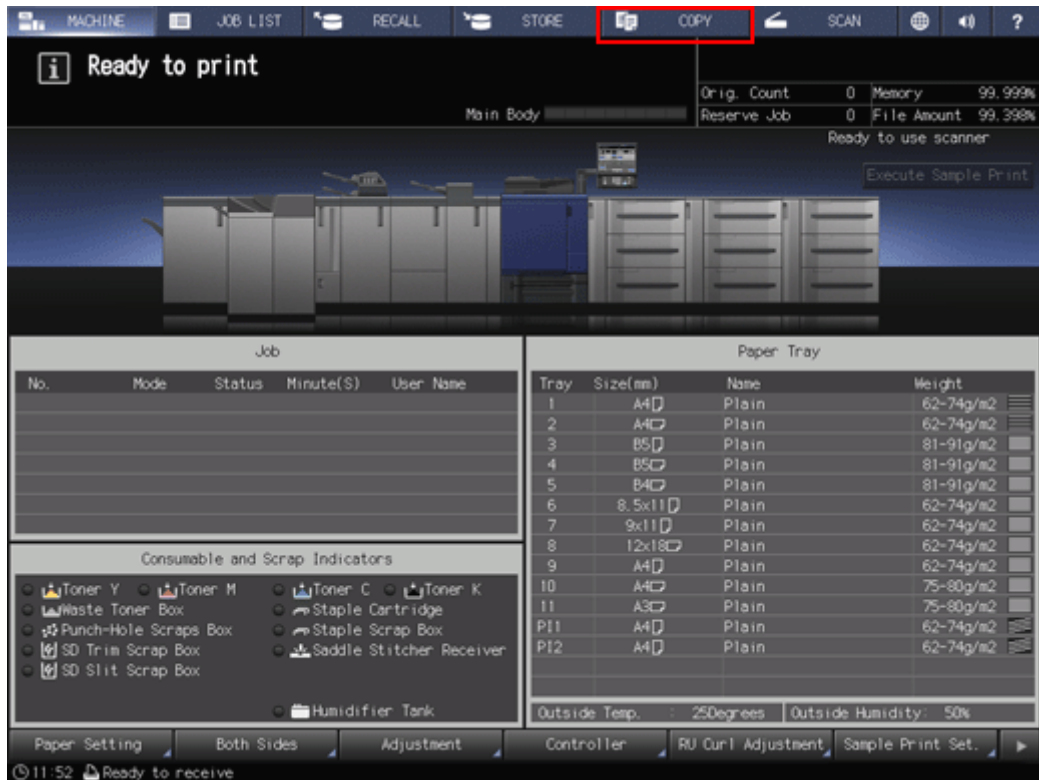 MACHINE JOB LIST RECALL STORE COPY SCAN ?
i Ready to print
Orig. Count 0 Memory 99.999%
Main Body Reserve Job 0 File Amount 99.398%
Ready to use scanner
Execute Sample Print
Job
No. Mode Status Minute(S) User Name
Paper Tray
Tray Size(mm) Name Weight
1 A4 Plain 62-74g/m2
2 A4 Plain 62-74g/m2
3 B5 Plain 81-91g/m2
4 B5 Plain 81-91g/m2
5 B4 Plain 81-91g/m2
6 8.5x11 Plain 62-74g/m2
7 9x11 Plain 62-74g/m2
8 12x18 Plain 62-74g/m2
9 A4 Plain 62-74g/m2
10 A4 Plain 75-80g/m2
11 A3 Plain 75-80g/m2
PI1 A4 Plain 62-74g/m2
PI2 A4 Plain 62-74g/m2
Consumable and Scrap Indicators
Toner Y Toner M Toner C Toner K
Waste Toner Box Staple Cartridge
Punch-Hole Scraps Box Staple Scrap Box
SD Trim Scrap Box Saddle Stitcher Receiver
SD Slit Scrap Box
Humidifier Tank
Outside Temp. : 25Degrees Outside Humidity: 50%
Paper Setting Both Sides Adjustment Controller RU Curl Adjustment Sample Print Set.
11:52 Ready to receive